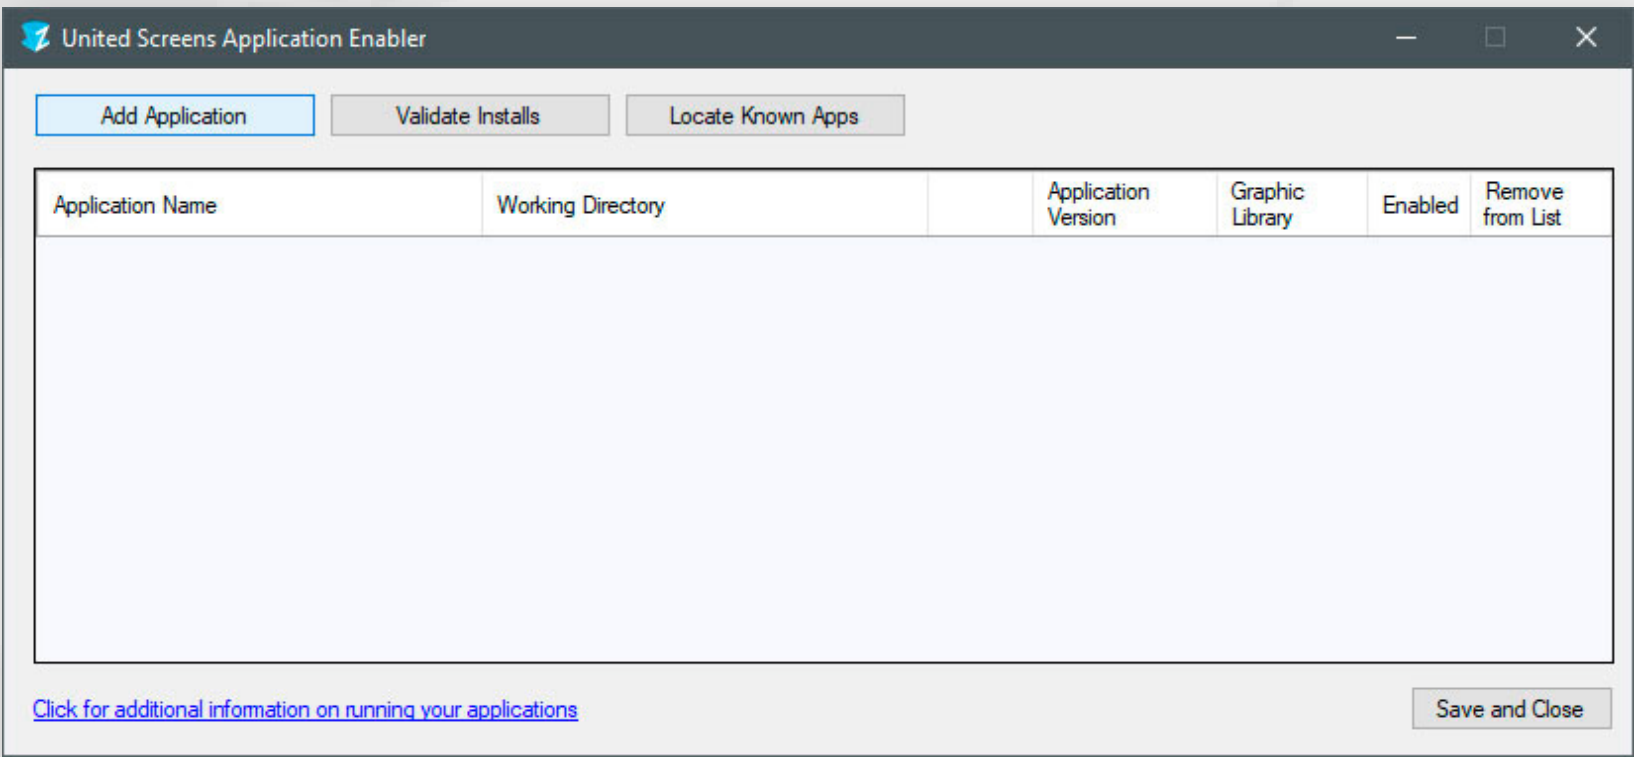 United Screens Application Enabler
Add Application
Validate Installs
Locate Known Apps
Application Name
Working Directory
Application
Version
Graphic
Library
Enabled
Remove
from List
Click for additional information on running your applications
Save and Close